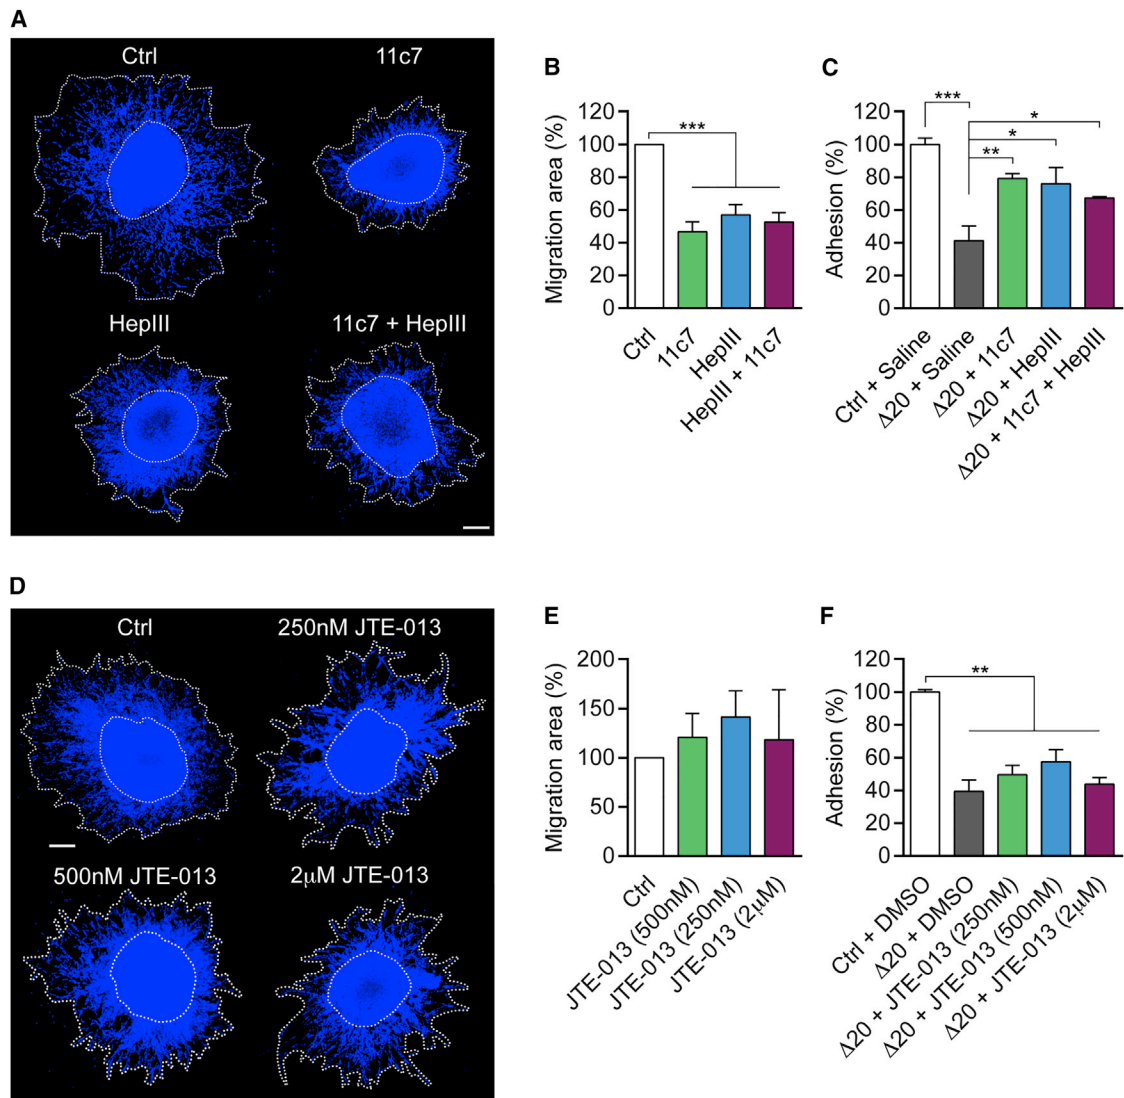 A
Ctrl
11c7
HepIII
11c7 + HepIII
B
Migration area (%)
120
100
80
60
40
20
0
***
Ctrl
11c7
HepIII
HepIII + 11c7
C
Adhesion (%)
120
100
80
60
40
20
0
***
*
*
**
Ctrl + Saline
Δ20 + Saline
Δ20 + 11c7
Δ20 + HepIII
Δ20 + 11c7 + HepIII
D
Ctrl
250nM JTE-013
500nM JTE-013
2μM JTE-013
E
Migration area (%)
200
150
100
50
0
Ctrl
JTE-013 (500nM)
JTE-013 (250nM)
JTE-013 (2μM)
F
Adhesion (%)
120
100
80
60
40
20
0
**
Ctrl + DMSO
Δ20 + DMSO
Δ20 + JTE-013 (250nM)
Δ20 + JTE-013 (500nM)
Δ20 + JTE-013 (2μM)